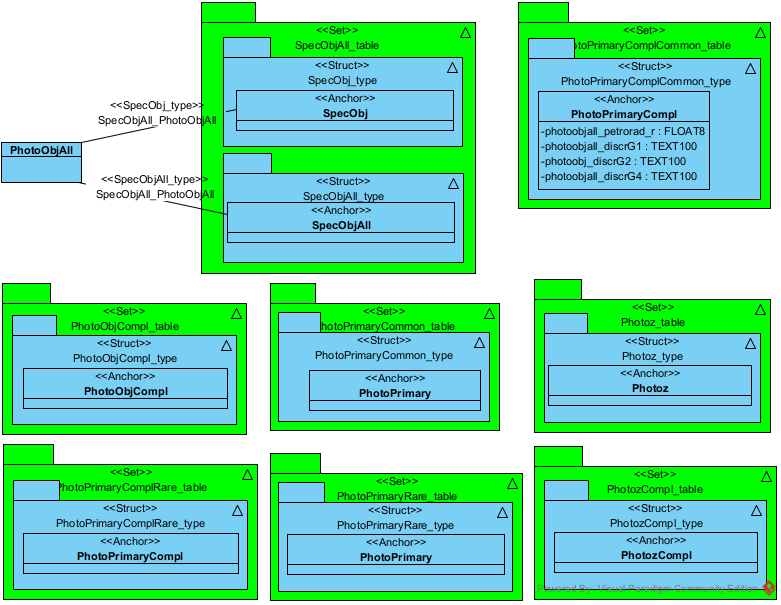 <<Set>>
SpecObjAll_table
<<Struct>>
SpecObj_type
<<Anchor>>
SpecObj
<<Struct>>
SpecObjAll_type
<<Anchor>>
SpecObjAll
<<SpecObj_type>>
SpecObjAll_PhotoObjAll
PhotoObjAll
<<SpecObjAll_type>>
SpecObjAll_PhotoObjAll
<<Set>>
PhotoPrimaryComplCommon_table
<<Struct>>
PhotoPrimaryComplCommon_type
<<Anchor>>
PhotoPrimaryCompl
-photoobjall_petrorad_r : FLOAT8
-photoobjall_discrG1 : TEXT100
-photoobj_discrG2 : TEXT100
-photoobjall_discrG4 : TEXT100
<<Set>>
PhotoObjCompl_table
<<Struct>>
PhotoObjCompl_type
<<Anchor>>
PhotoObjCompl
<<Set>>
PhotoPrimaryCommon_table
<<Struct>>
PhotoPrimaryCommon_type
<<Anchor>>
PhotoPrimary
<<Set>>
Photoz_table
<<Struct>>
Photoz_type
<<Anchor>>
Photoz
<<Set>>
PhotoPrimaryComplRare_table
<<Struct>>
PhotoPrimaryComplRare_type
<<Anchor>>
PhotoPrimaryCompl
<<Set>>
PhotoPrimaryRare_table
<<Struct>>
PhotoPrimaryRare_type
<<Anchor>>
PhotoPrimary
<<Set>>
PhotozCompl_table
<<Struct>>
PhotozCompl_type
<<Anchor>>
PhotozCompl
Powered By: Visual Paradigm Community Edition